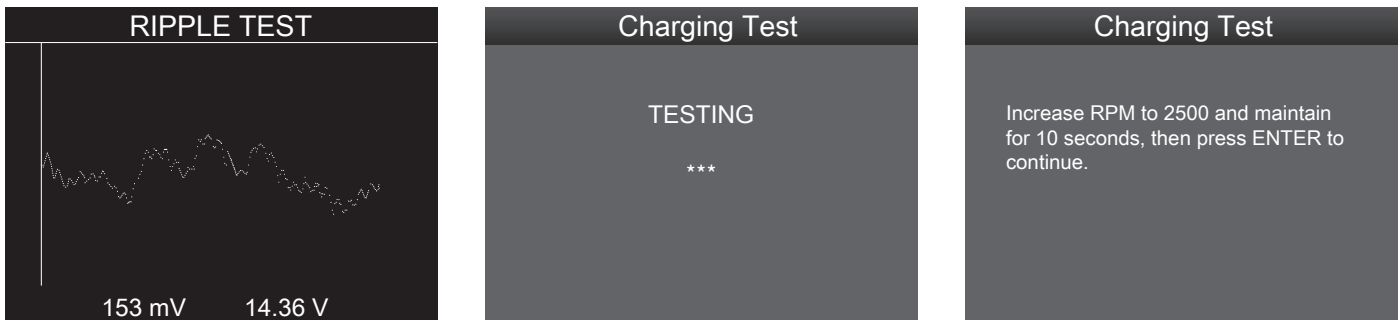 RIPPLE TEST
153 mV 14.36 V
Charging Test
TESTING
***
Charging Test
Increase RPM to 2500 and maintain
for 10 seconds, then press ENTER to
continue.